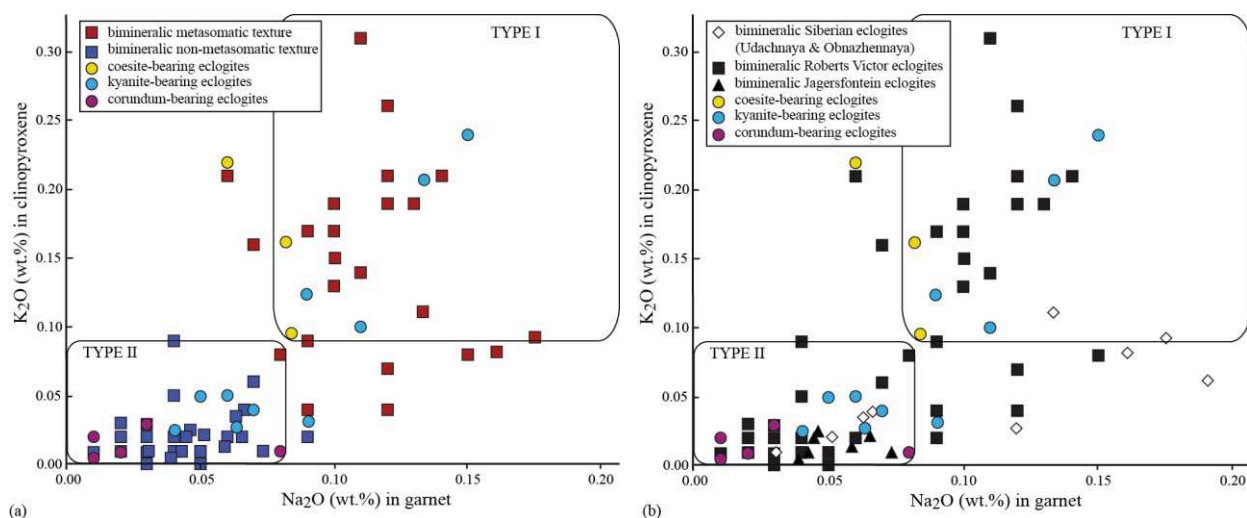 TYPE I
bimineralic metasomatic texture
bimineralic non-metasomatic texture
coesite-bearing eclogites
kyanite-bearing eclogites
corundum-bearing eclogites
TYPE II
0.30
0.25
0.20
0.15
0.10
0.05
0.00
K2O (wt.%) in clinopyroxene
0.00 0.05 0.10 0.15 0.20
Na2O (wt.%) in garnet
(a)
TYPE I
bimineralic Siberian eclogites
(Udachnaya & Obnazhennaya)
bimineralic Roberts Victor eclogites
bimineralic Jagersfontein eclogites
coesite-bearing eclogites
kyanite-bearing eclogites
corundum-bearing eclogites
TYPE II
0.30
0.25
0.20
0.15
0.10
0.05
0.00
K2O (wt.%) in clinopyroxene
0.00 0.05 0.10 0.15 0.20
Na2O (wt.%) in garnet
(b)